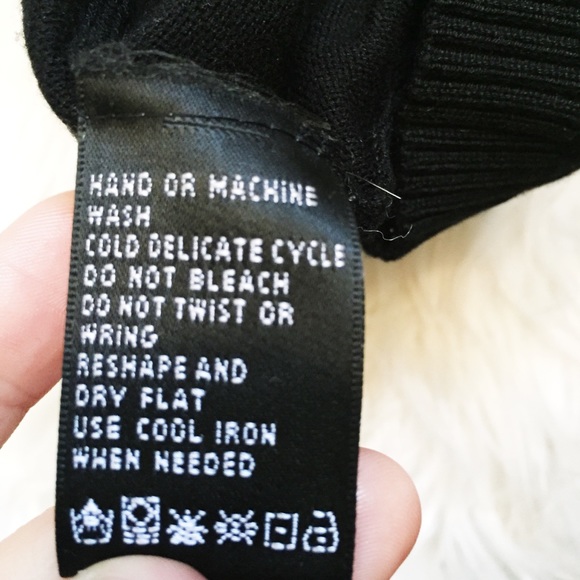 HAND OR MACHINE
WASH
COLD DELICATE CYCLE
DO NOT BLEACH
DO NOT TWIST OR
WRING
RESHAPE AND
DRY FLAT
USE COOL IRON
WHEN NEEDED